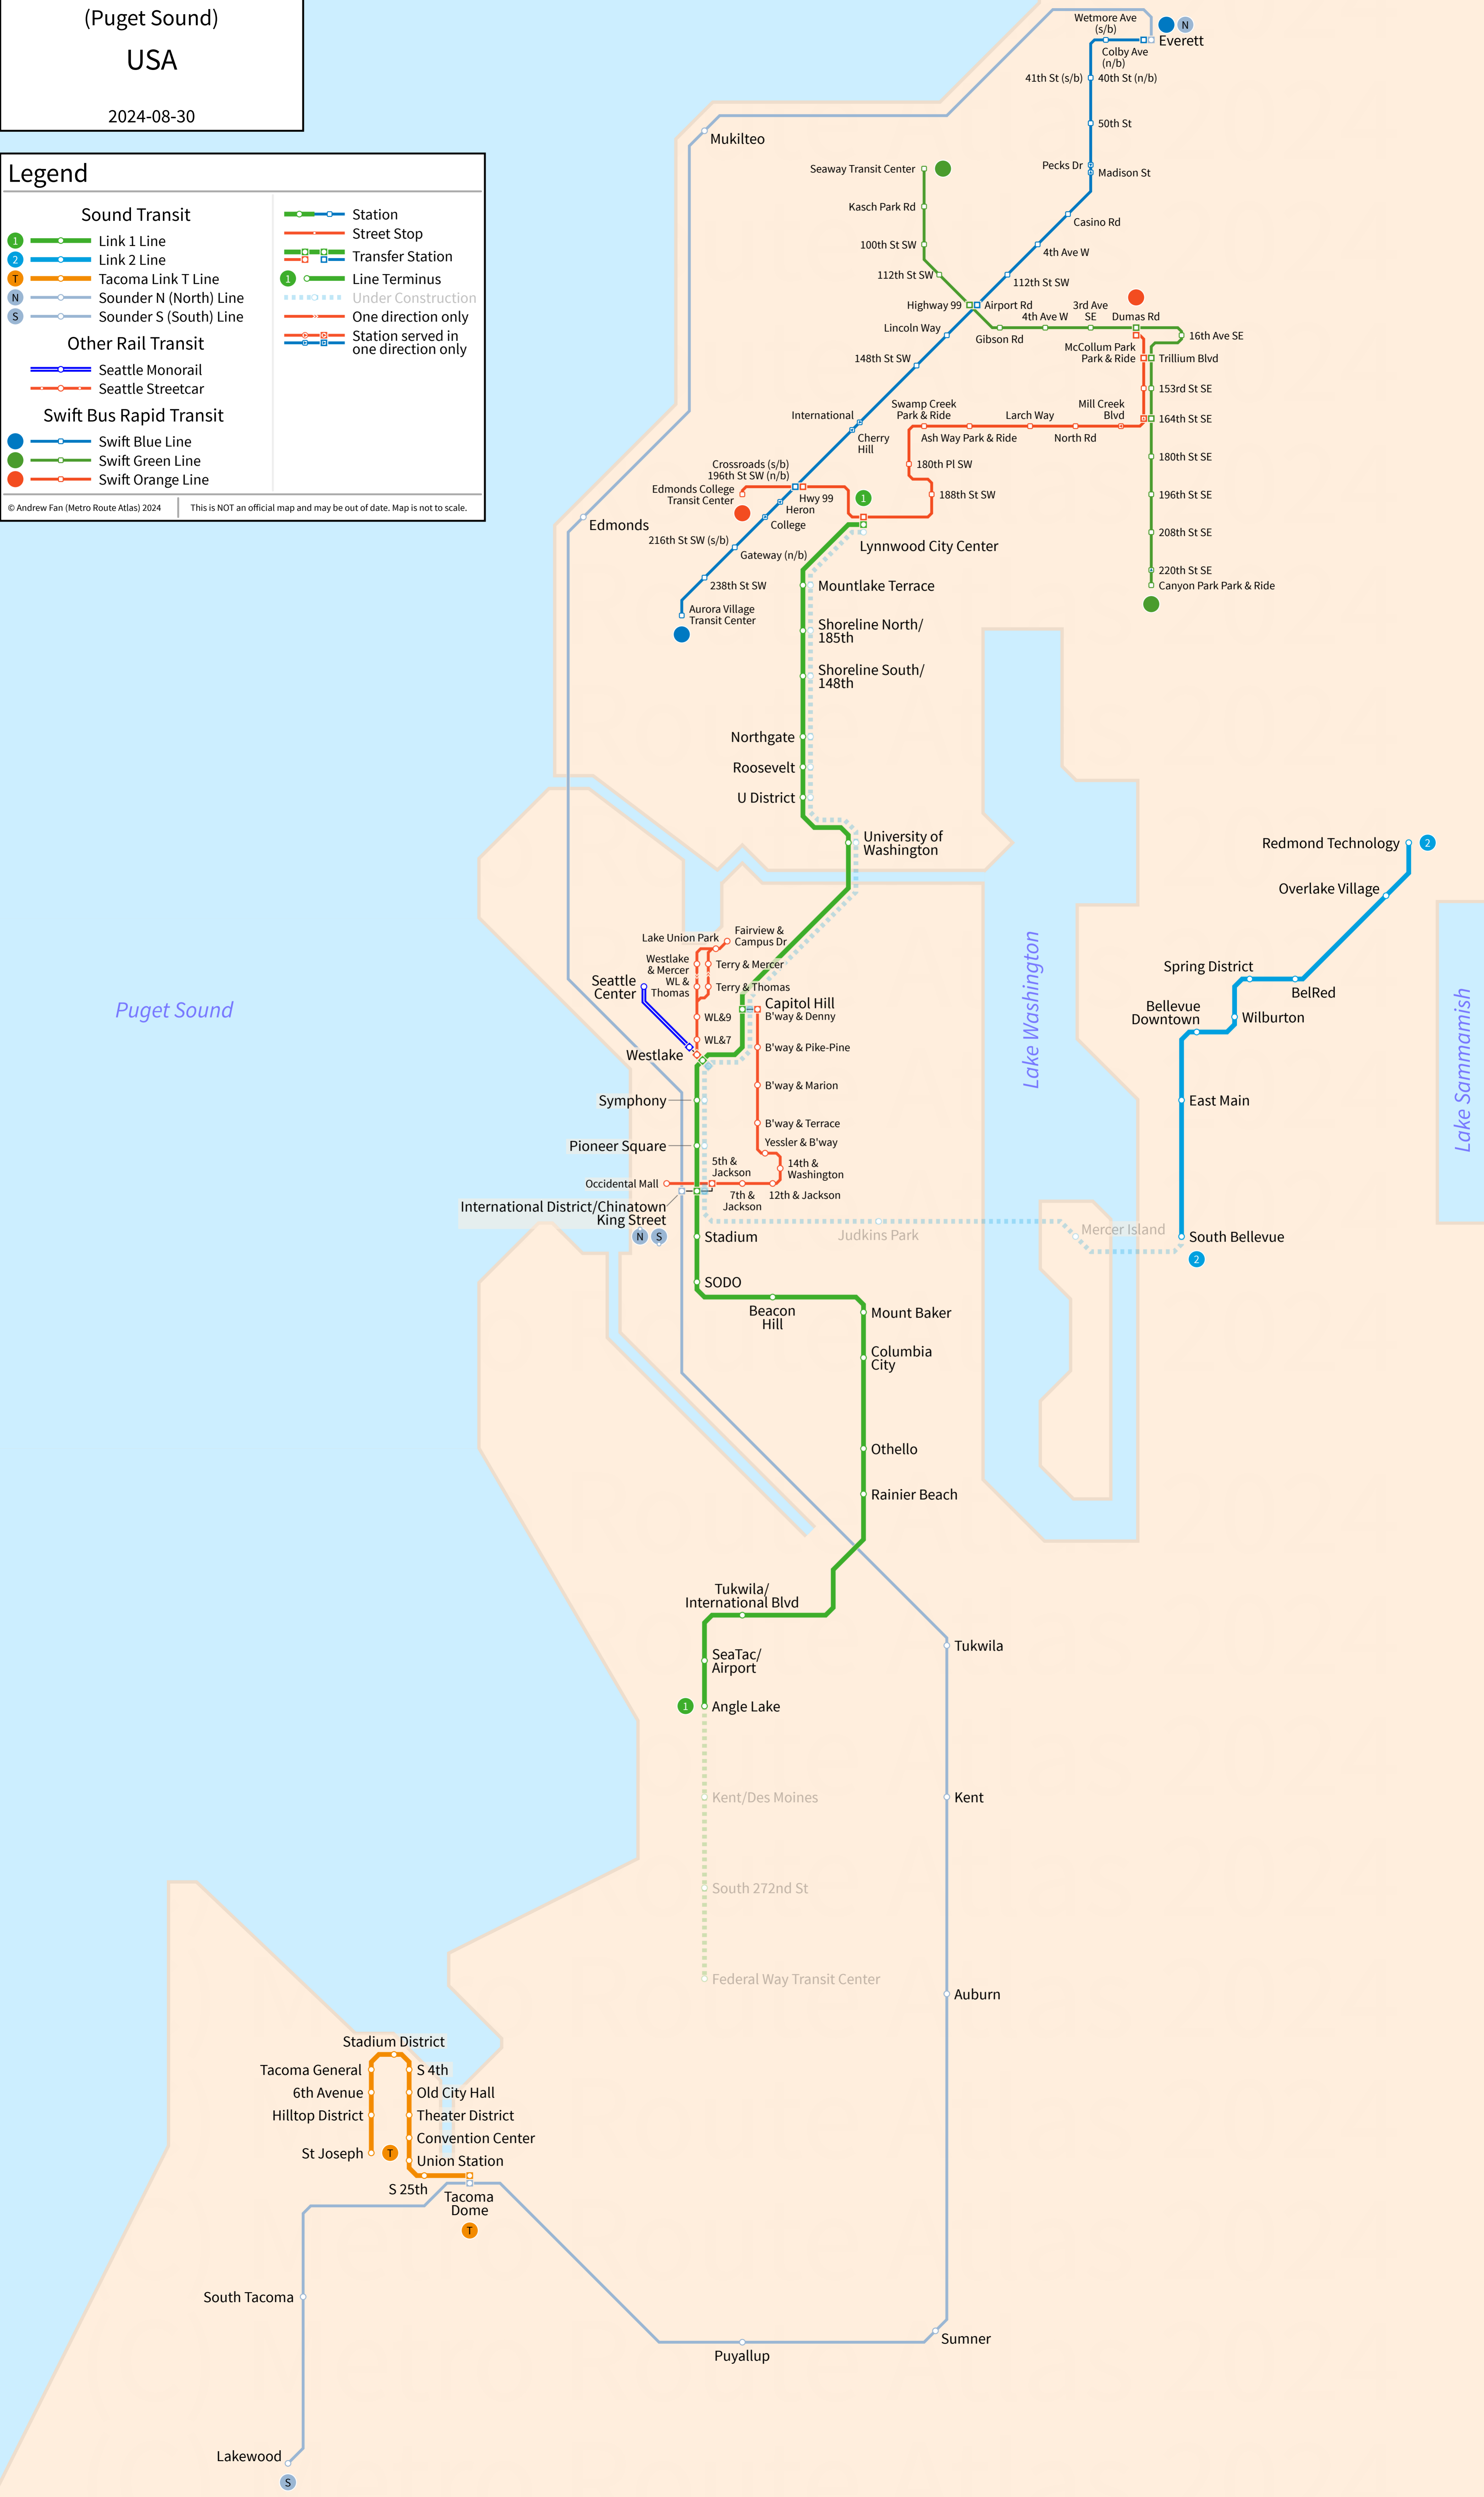 (Puget Sound)
USA
2024-08-30
Legend
Sound Transit
1 Link 1 Line
2 Link 2 Line
T Tacoma Link T Line
N Sounder N (North) Line
S Sounder S (South) Line
Other Rail Transit
Seattle Monorail
Seattle Streetcar
Swift Bus Rapid Transit
Swift Blue Line
Swift Green Line
Swift Orange Line
Station
Street Stop
Transfer Station
1 Line Terminus
Under Construction
One direction only
Station served in
one direction only
© Andrew Fan (Metro Route Atlas) 2024
This is NOT an official map and may be out of date. Map is not to scale.
Wetmore Ave
(s/b)
N
Everett
Colby Ave
(n/b)
41th St (s/b)
40th St (n/b)
50th St
Mukilteo
Pecks Dr
Madison St
Seaway Transit Center
Kasch Park Rd
Casino Rd
100th St SW
4th Ave W
112th St SW
112th St SW
Highway 99
Airport Rd
3rd Ave
SE
4th Ave W
Dumas Rd
Lincoln Way
Gibson Rd
16th Ave SE
McCollum Park
Park & Ride
Trillium Blvd
148th St SW
153rd St SE
Swamp Creek
Park & Ride
Mill Creek
Blvd
International
Larch Way
164th St SE
Cherry
Hill
Ash Way Park & Ride
North Rd
180th St SE
Crossroads (s/b)
196th St SW (n/b)
180th Pl SW
Edmonds College
Transit Center
Hwy 99
188th St SW
196th St SE
1
Heron
College
Edmonds
208th St SE
216th St SW (s/b)
Gateway (n/b)
Lynnwood City Center
220th St SE
238th St SW
Mountlake Terrace
Canyon Park Park & Ride
Aurora Village
Transit Center
Shoreline North/
185th
Shoreline South/
148th
Northgate
Roosevelt
U District
University of
Washington
Redmond Technology
2
Overlake Village
Lake Union Park
Fairview &
Campus Dr
Westlake
& Mercer
Terry & Mercer
WL &
Thomas
Terry & Thomas
Seattle
Center
Capitol Hill
B'way & Denny
WL&9
WL&7
Westlake
B'way & Pike-Pine
B'way & Marion
Symphony
B'way & Terrace
Pioneer Square
Yessler & B'way
5th &
Jackson
14th &
Washington
Occidental Mall
7th &
Jackson
12th & Jackson
International District/Chinatown
King Street
N S
Puget Sound
Lake Washington
Lake Sammamish
Spring District
BelRed
Bellevue
Downtown
Wilburton
East Main
Judkins Park
Mercer Island
South Bellevue
2
Stadium
SODO
Beacon
Hill
Mount Baker
Columbia
City
Othello
Rainier Beach
Tukwila/
International Blvd
Tukwila
SeaTac/
Airport
1
Angle Lake
Kent/Des Moines
Kent
South 272nd St
Federal Way Transit Center
Auburn
Stadium District
Tacoma General
S 4th
6th Avenue
Old City Hall
Hilltop District
Theater District
Convention Center
St Joseph
T
Union Station
S 25th
Tacoma
Dome
T
South Tacoma
Sumner
Puyallup
Lakewood
S